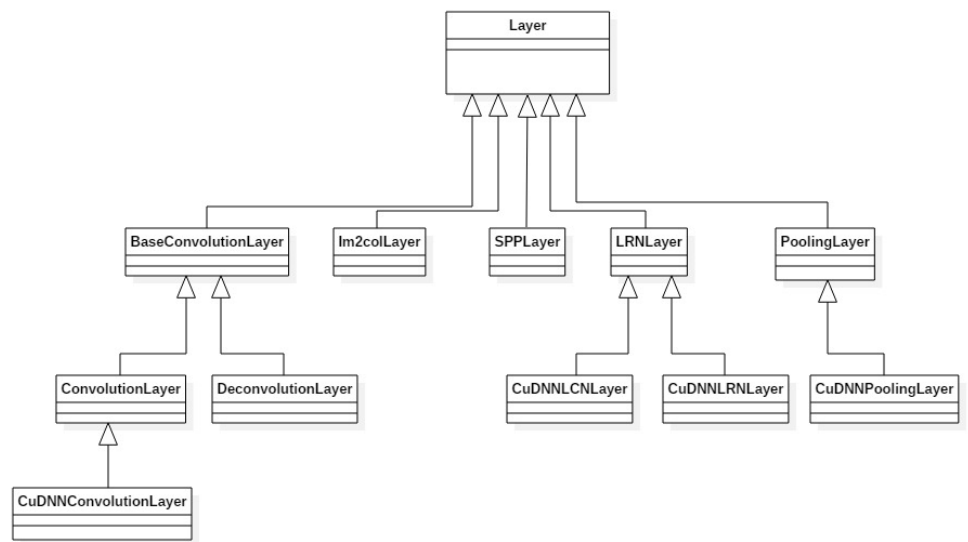 Layer
BaseConvolutionLayer
Im2colLayer
SPPLayer
LRNLayer
PoolingLayer
ConvolutionLayer
DeconvolutionLayer
CuDNNLCNLayer
CuDNNLRNLayer
CuDNNPoolingLayer
CuDNNConvolutionLayer